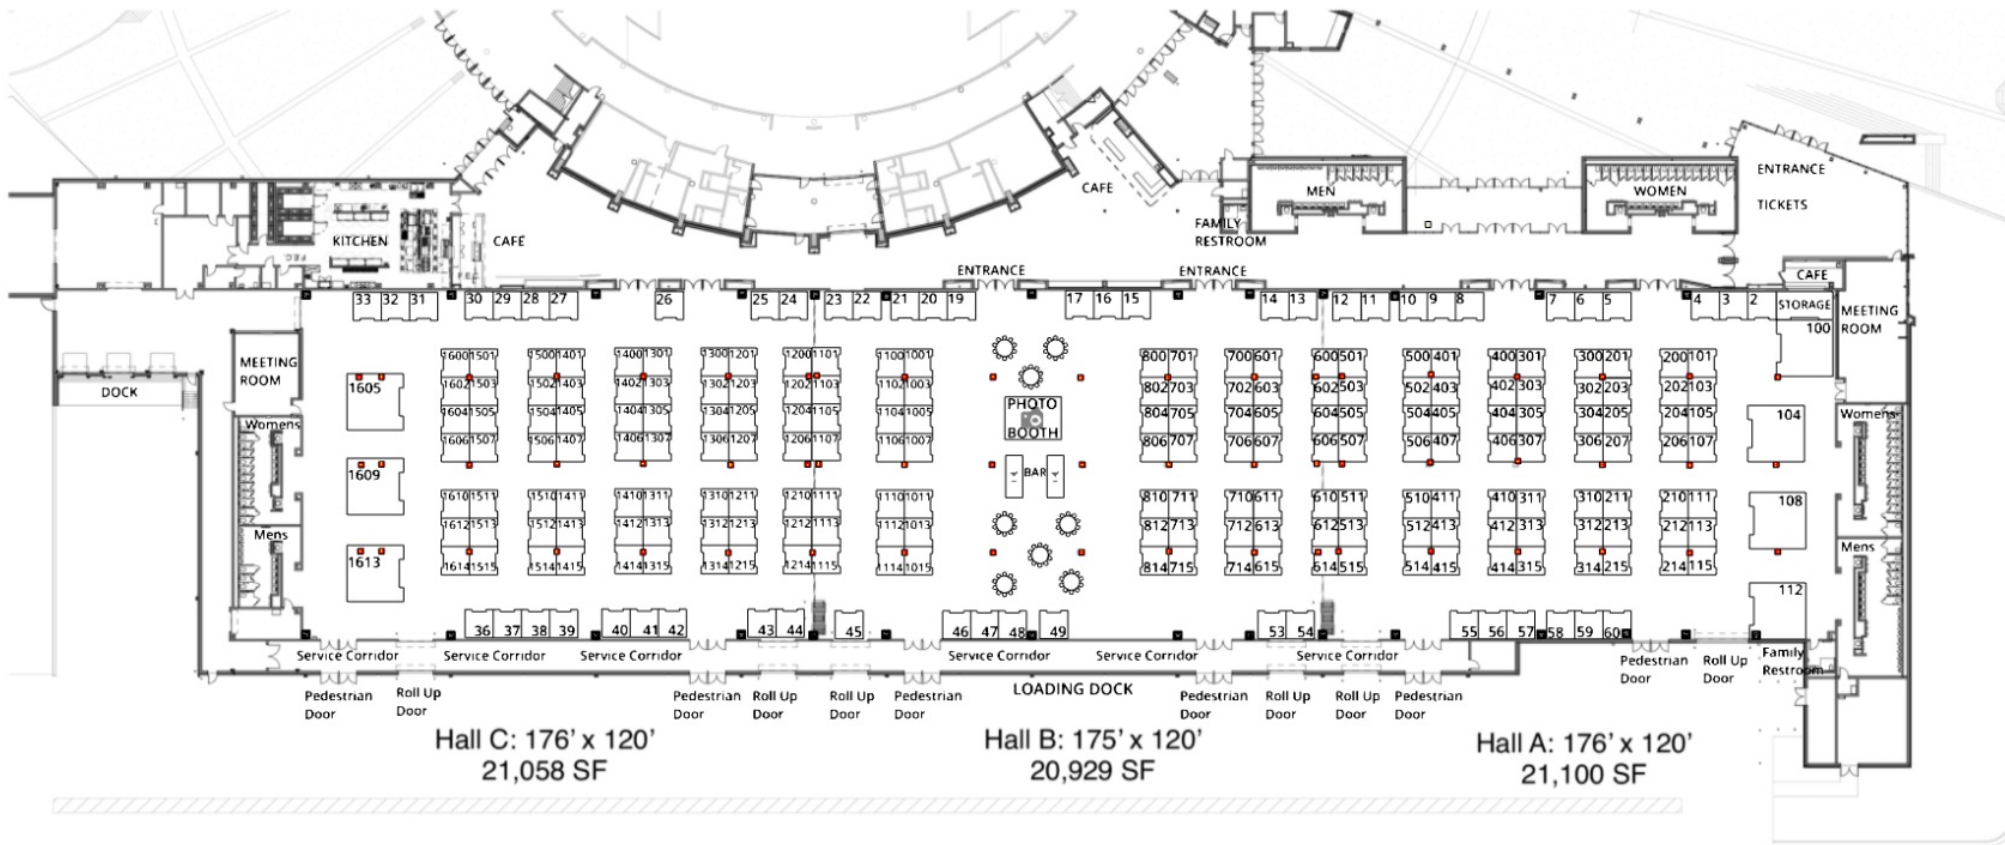 ENTRANCE
TICKETS
MEN
WOMEN
CAFE
FAMILY
RESTROOM
KITCHEN
CAFE
F.E.C.
ENTRANCE
ENTRANCE
CAFE
STORAGE
MEETING
ROOM
33 32 31 30 29 28 27 26 25 24 23 22 21 20 19 17 16 15 14 13 12 11 10 9 8 7 6 5 4 3 2
100
MEETING
ROOM
DOCK
1600 1501 1500 1401 1400 1301 1300 1201 1200 1101 1100 1001 800 701 700 601 600 501 500 401 400 301 300 201 200 101
1605 1602 1503 1502 1403 1402 1303 1302 1203 1202 1103 1102 1003 802 703 702 603 602 503 502 403 402 303 302 203 202 103
PHOTO
BOOTH
1604 1505 1504 1405 1404 1305 1304 1205 1204 1105 1104 1005 804 705 704 605 604 505 504 405 404 305 304 205 204 105 104
Womens
Womens
1606 1507 1506 1407 1406 1307 1306 1207 1206 1107 1106 1007 806 707 706 607 606 507 506 407 406 307 306 207 206 107
1609
BAR
1610 1511 1510 1411 1410 1311 1310 1211 1210 1111 1110 1011 810 711 710 611 610 511 510 411 410 311 310 211 210 111 108
1612 1513 1512 1413 1412 1313 1312 1213 1212 1113 1112 1013 812 713 712 613 612 513 512 413 412 313 312 213 212 113
Mens
Mens
1613 1614 1515 1514 1415 1414 1315 1314 1215 1214 1115 1114 1015 814 715 714 615 614 515 514 415 414 315 314 215 214 115
112
36 37 38 39 40 41 42 43 44 45 46 47 48 49 53 54 55 56 57 58 59 60
Service Corridor Service Corridor Service Corridor Service Corridor Service Corridor Service Corridor
Family
Restroom
Pedestrian
Door
Roll Up
Door
Pedestrian
Door
Roll Up
Door
Roll Up
Door
Pedestrian
Door
LOADING DOCK
Pedestrian
Door
Roll Up
Door
Roll Up
Door
Pedestrian
Door
Pedestrian
Door
Roll Up
Door
Hall C: 176' x 120'
21,058 SF
Hall B: 175' x 120'
20,929 SF
Hall A: 176' x 120'
21,100 SF